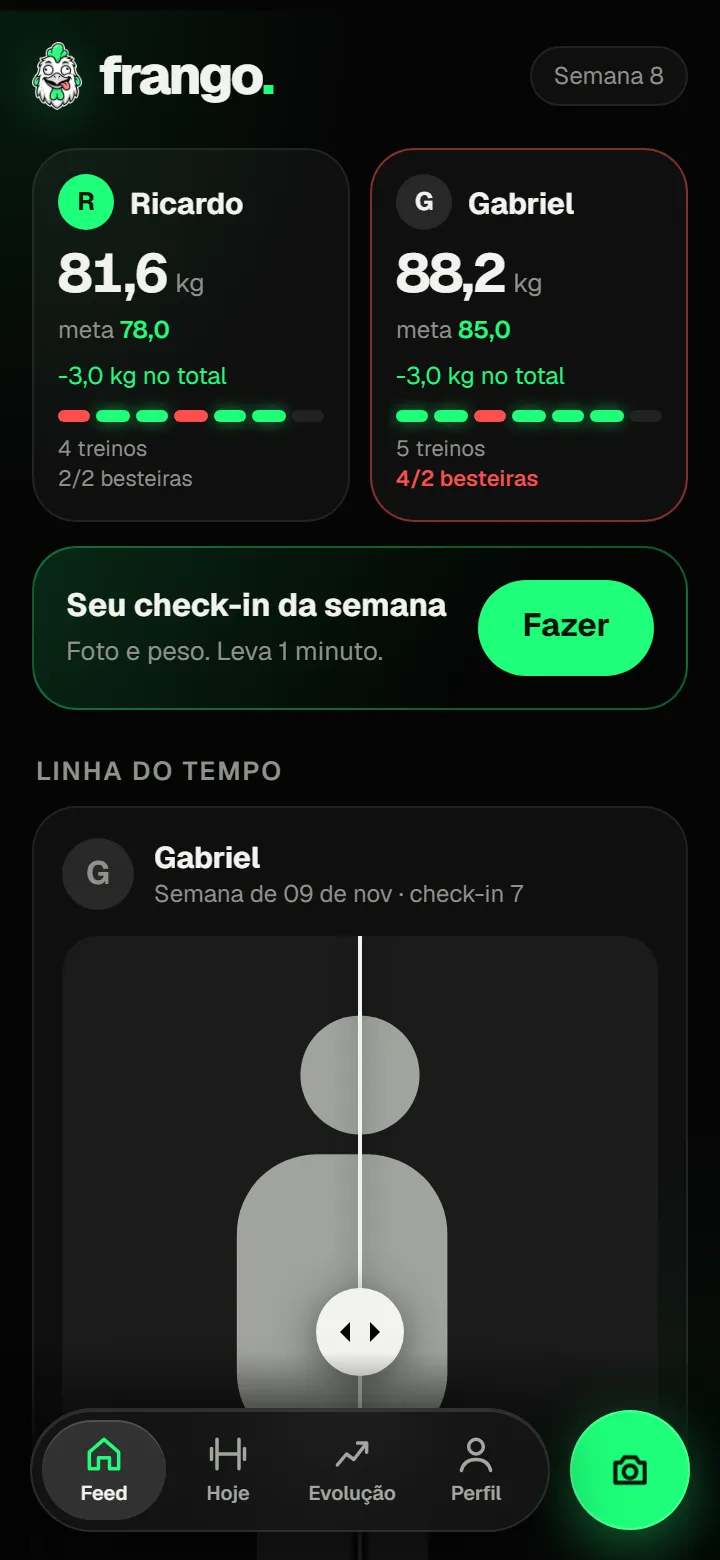 frango.
Semana 8
R Ricardo
81,6 kg
meta 78,0
-3,0 kg no total
4 treinos
2/2 besteiras
G Gabriel
88,2 kg
meta 85,0
-3,0 kg no total
5 treinos
4/2 besteiras
Seu check-in da semana
Foto e peso. Leva 1 minuto.
Fazer
LINHA DO TEMPO
G
Gabriel
Semana de 09 de nov · check-in 7
Feed
Hoje
Evolução
Perfil